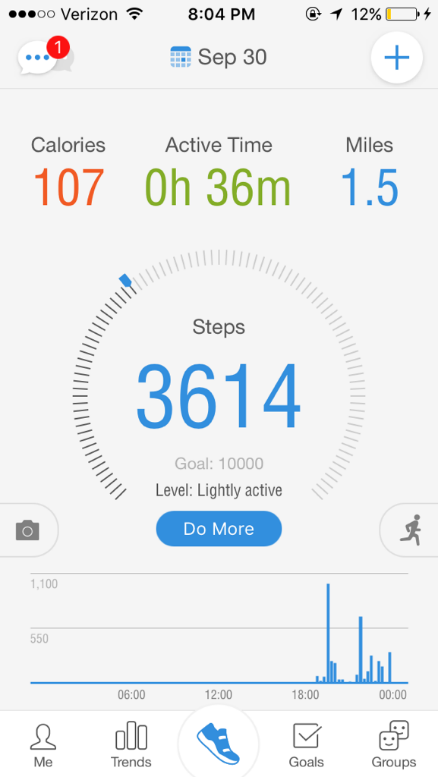 Verizon 8:04 PM 12%
1
Sep 30
Calories Active Time Miles
107 0h 36m 1.5
Steps
3614
Goal: 10000
Level: Lightly active
Do More
1,100
550
06:00 12:00 18:00 00:00
Me Trends Goals Groups